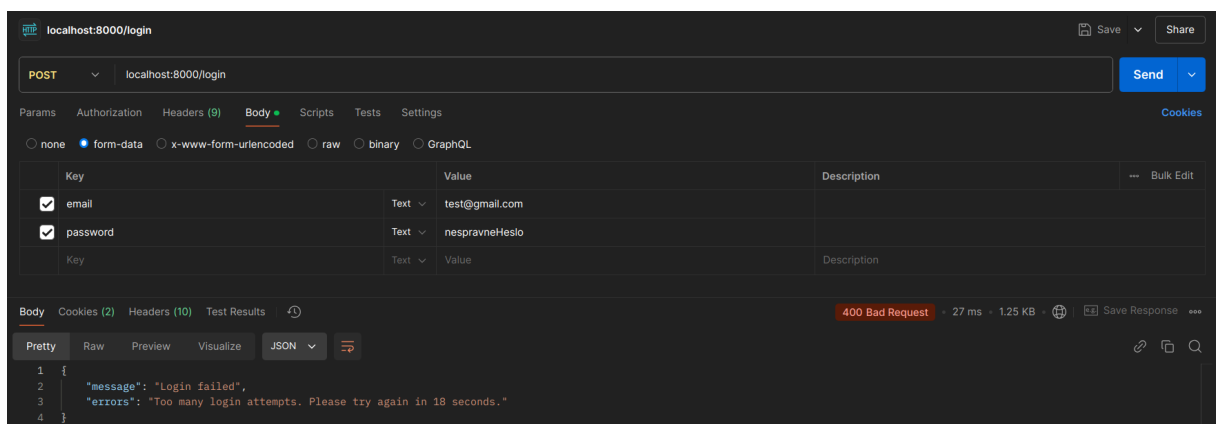 HTTP localhost:8000/login Save Share
POST localhost:8000/login Send
Params Authorization Headers (9) Body Scripts Tests Settings Cookies
none form-data x-www-form-urlencoded raw binary GraphQL
Key Value Description Bulk Edit
email Text test@gmail.com
password Text nespravneHeslo
Key Text Value Description
Body Cookies (2) Headers (10) Test Results 400 Bad Request 27 ms 1.25 KB Save Response
Pretty Raw Preview Visualize JSON
1 {
2 "message": "Login failed",
3 "errors": "Too many login attempts. Please try again in 18 seconds."
4 }